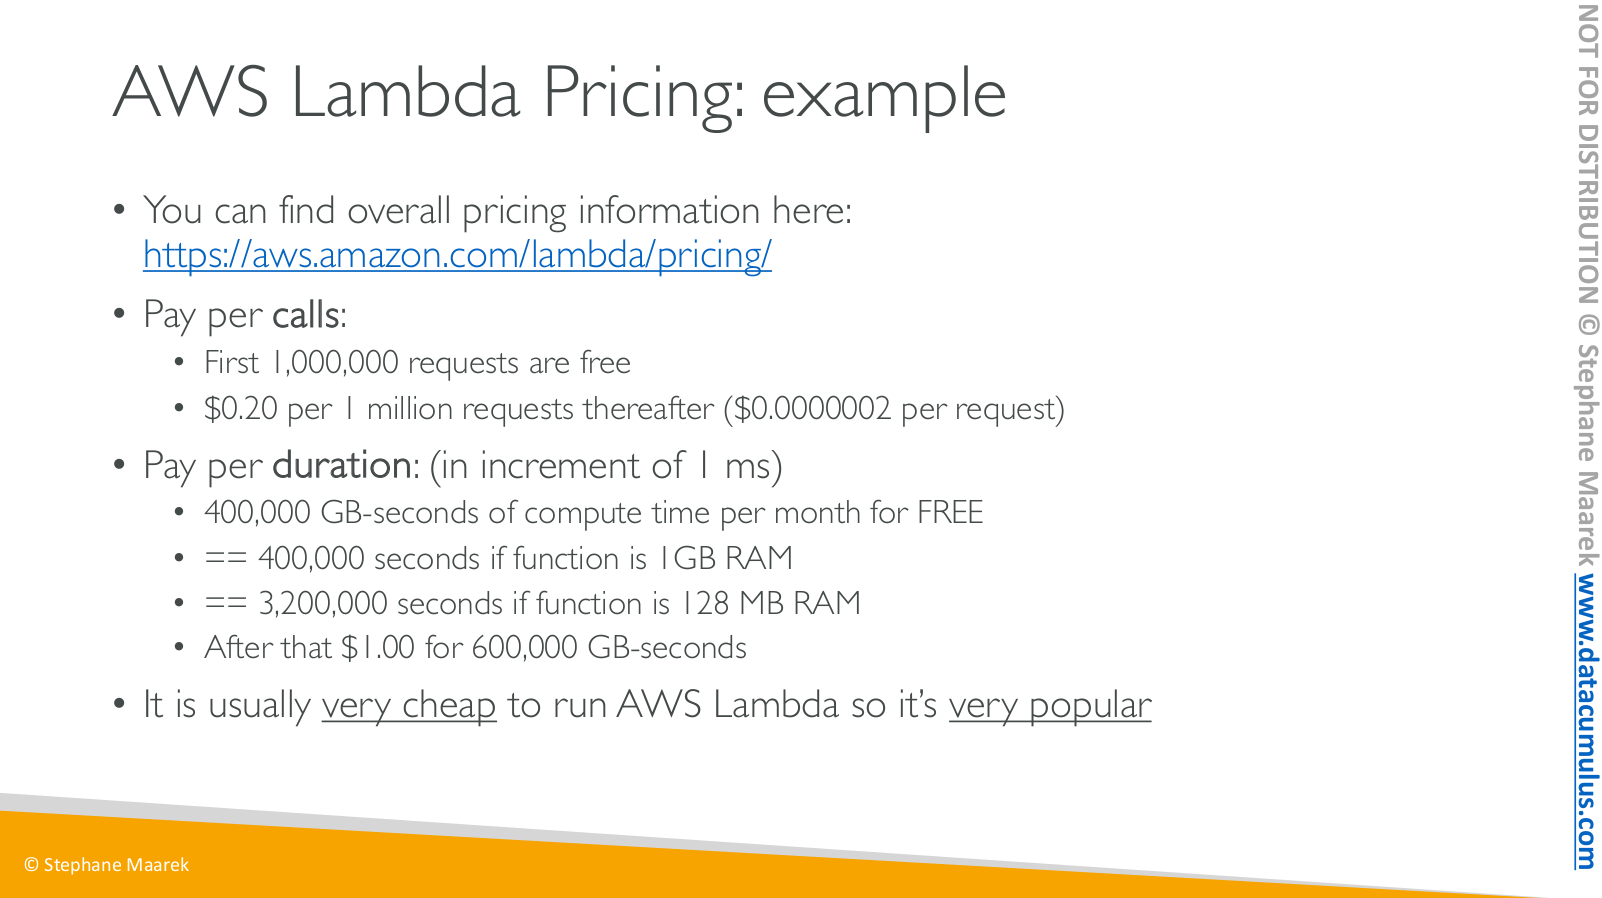 AWS Lambda Pricing: example
• You can find overall pricing information here:
https://aws.amazon.com/lambda/pricing/
• Pay per calls:
• First 1,000,000 requests are free
• $0.20 per 1 million requests thereafter ($0.0000002 per request)
• Pay per duration: (in increment of 1 ms)
• 400,000 GB-seconds of compute time per month for FREE
• == 400,000 seconds if function is 1GB RAM
• == 3,200,000 seconds if function is 128 MB RAM
• After that $1.00 for 600,000 GB-seconds
• It is usually very cheap to run AWS Lambda so it’s very popular
© Stephane Maarek
NOT FOR DISTRIBUTION © Stephane Maarek www.datacumulus.com